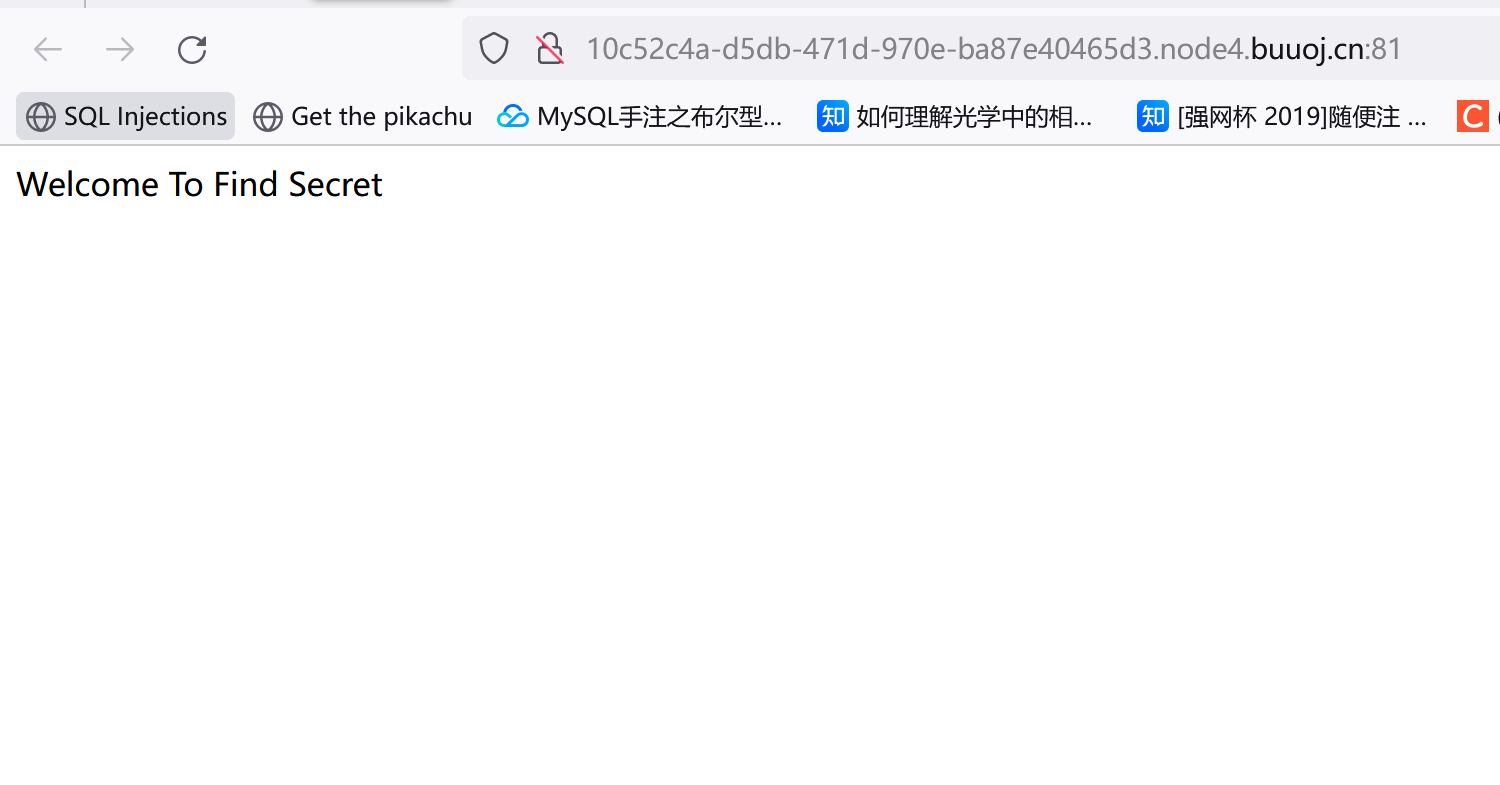 10c52c4a-d5db-471d-970e-ba87e40465d3.node4.buuoj.cn:81
SQL Injections Get the pikachu MySQL手注之布尔型... 知 如何理解光学中的相... 知 [强网杯 2019]随便注 ... C
Welcome To Find Secret